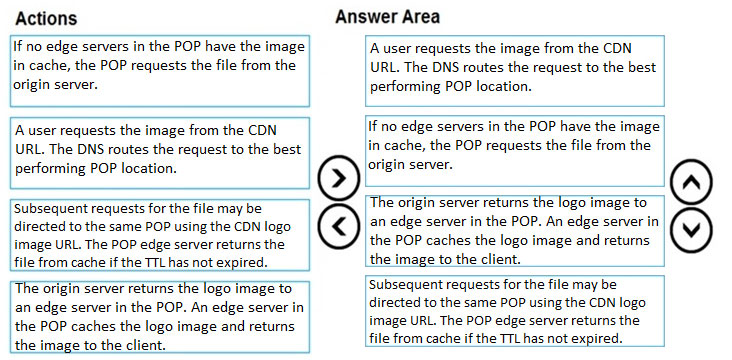 Actions
If no edge servers in the POP have the image
in cache, the POP requests the file from the
origin server.
A user requests the image from the CDN
URL. The DNS routes the request to the best
performing POP location.
Subsequent requests for the file may be
directed to the same POP using the CDN logo
image URL. The POP edge server returns the
file from cache if the TTL has not expired.
The origin server returns the logo image to
an edge server in the POP. An edge server in
the POP caches the logo image and returns
the image to the client.
Answer Area
A user requests the image from the CDN
URL. The DNS routes the request to the best
performing POP location.
If no edge servers in the POP have the image
in cache, the POP requests the file from the
origin server.
The origin server returns the logo image to
an edge server in the POP. An edge server in
the POP caches the logo image and returns
the image to the client.
Subsequent requests for the file may be
directed to the same POP using the CDN logo
image URL. The POP edge server returns the
file from cache if the TTL has not expired.